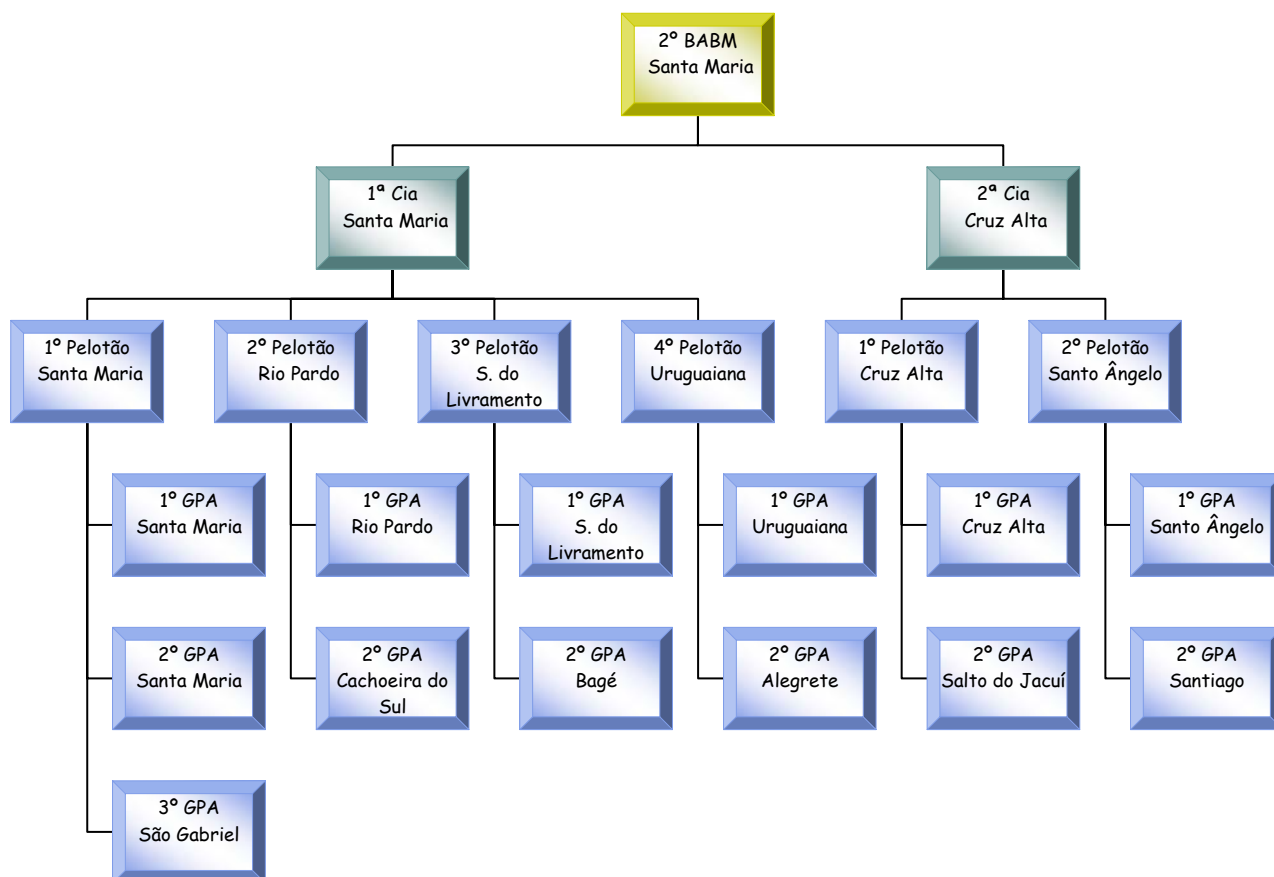 2º BABM
Santa Maria
1ª Cia
Santa Maria
2ª Cia
Cruz Alta
1º Pelotão
Santa Maria
2º Pelotão
Rio Pardo
3º Pelotão
S. do
Livramento
4º Pelotão
Uruguaiana
1º Pelotão
Cruz Alta
2º Pelotão
Santo Ângelo
1º GPA
Santa Maria
1º GPA
Rio Pardo
1º GPA
S. do
Livramento
1º GPA
Uruguaiana
1º GPA
Cruz Alta
1º GPA
Santo Ângelo
2º GPA
Santa Maria
2º GPA
Cachoeira do
Sul
2º GPA
Bagé
2º GPA
Alegrete
2º GPA
Salto do Jacuí
2º GPA
Santiago
3º GPA
São Gabriel